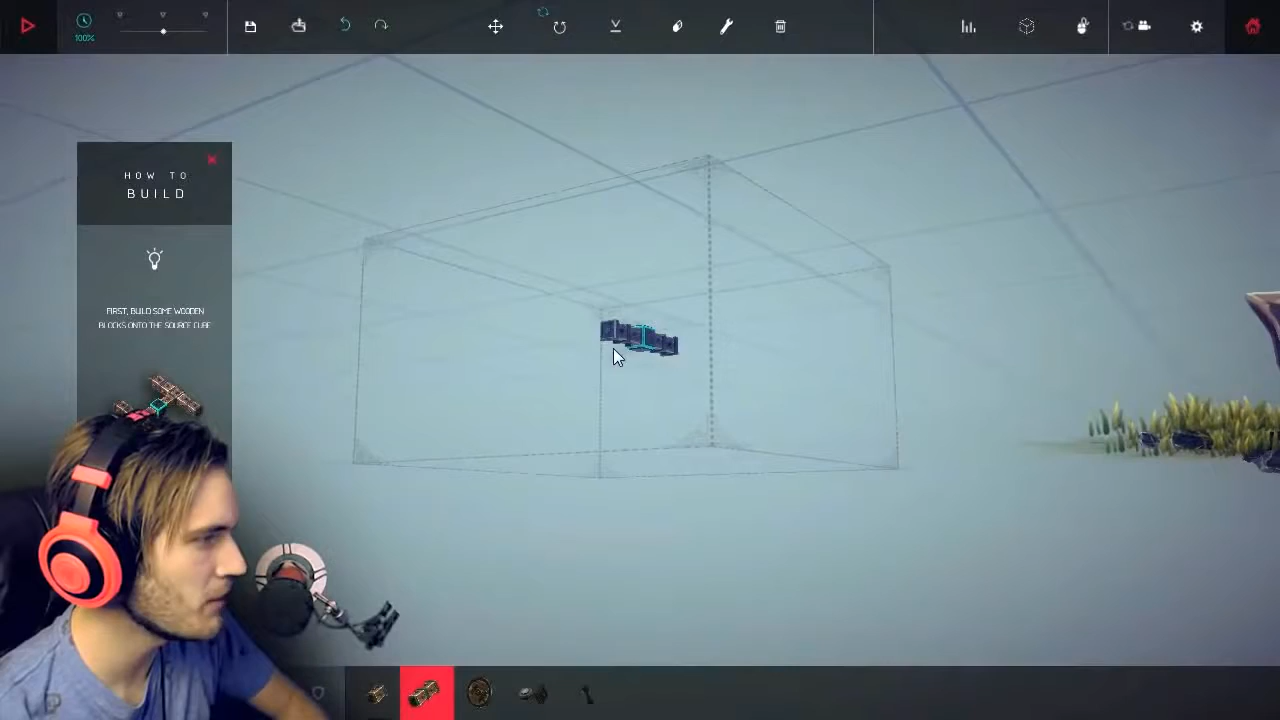 100%
HOW TO
BUILD
FIRST, BUILD SOME WOODEN
BLOCKS ONTO THE SOURCE CUBE